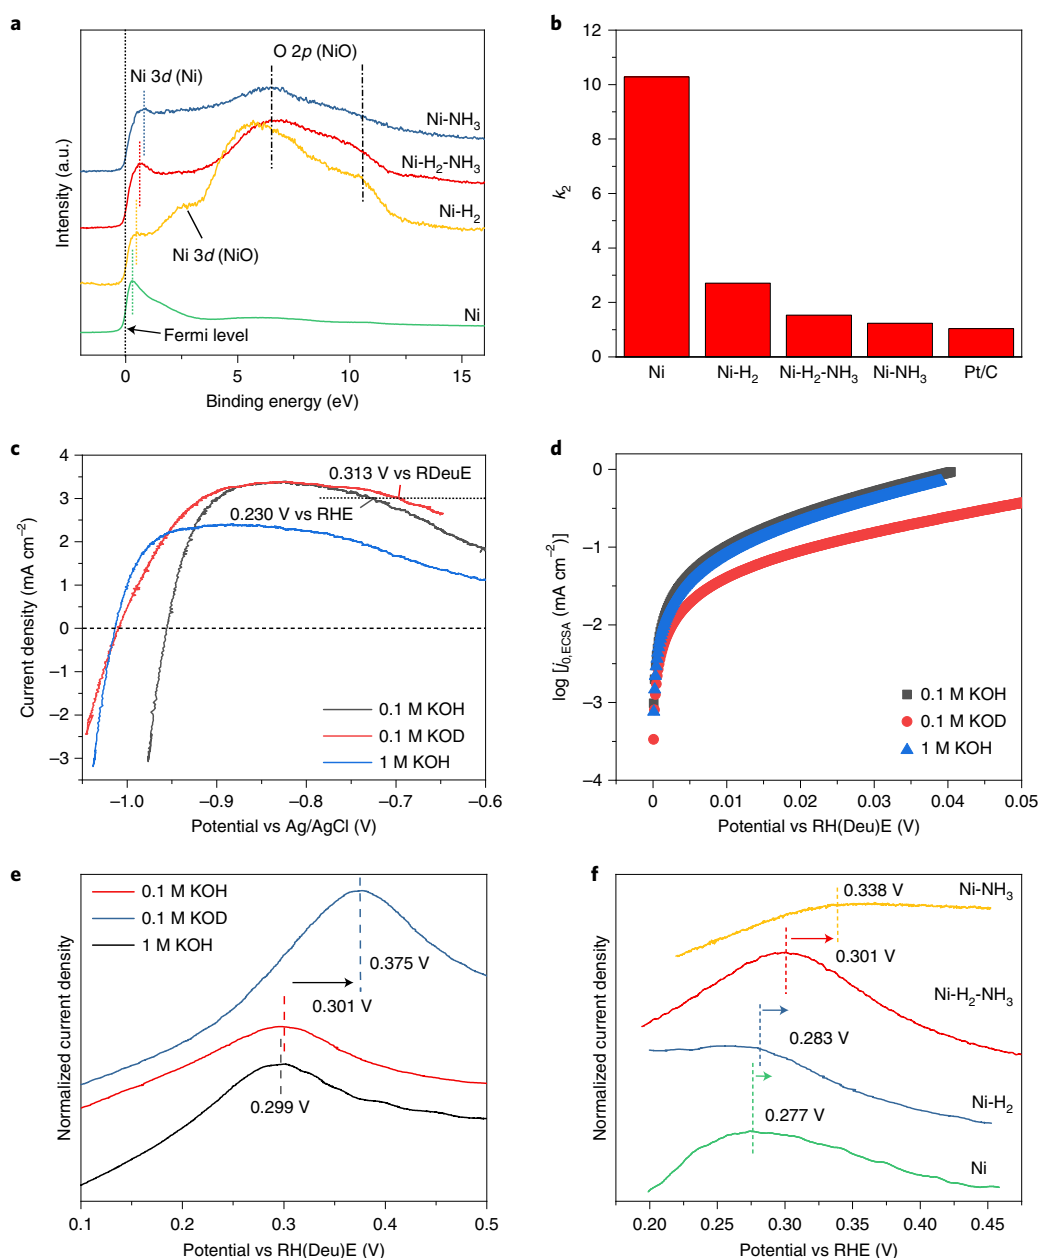 a
O 2p (NiO)
Ni 3d (Ni)
Ni-NH3
Ni-H2-NH3
Ni-H2
Ni 3d (NiO)
Ni
Fermi level
Intensity (a.u.)
0 5 10 15
Binding energy (eV)
b
12
10
8
6
4
2
0
k2
Ni Ni-H2 Ni-H2-NH3 Ni-NH3 Pt/C
c
4
3
2
1
0
−1
−2
−3
Current density (mA cm−2)
0.313 V vs RDeuE
0.230 V vs RHE
0.1 M KOH
0.1 M KOD
1 M KOH
−1.0 −0.9 −0.8 −0.7 −0.6
Potential vs Ag/AgCl (V)
d
0
−1
−2
−3
−4
log [j0,ECSA (mA cm−2)]
0.1 M KOH
0.1 M KOD
1 M KOH
0 0.01 0.02 0.03 0.04 0.05
Potential vs RH(Deu)E (V)
e
0.1 M KOH
0.1 M KOD
1 M KOH
0.375 V
0.301 V
0.299 V
Normalized current density
0.1 0.2 0.3 0.4 0.5
Potential vs RH(Deu)E (V)
f
Ni-NH3
0.338 V
0.301 V
Ni-H2-NH3
0.283 V
Ni-H2
0.277 V
Ni
Normalized current density
0.20 0.25 0.30 0.35 0.40 0.45
Potential vs RHE (V)